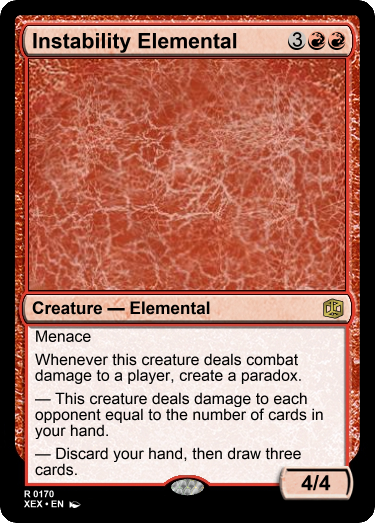 Instability Elemental 3
Creature — Elemental
Menace
Whenever this creature deals combat
damage to a player, create a paradox.
— This creature deals damage to each
opponent equal to the number of cards in
your hand.
— Discard your hand, then draw three
cards.
4/4
R 0170
XEX • EN